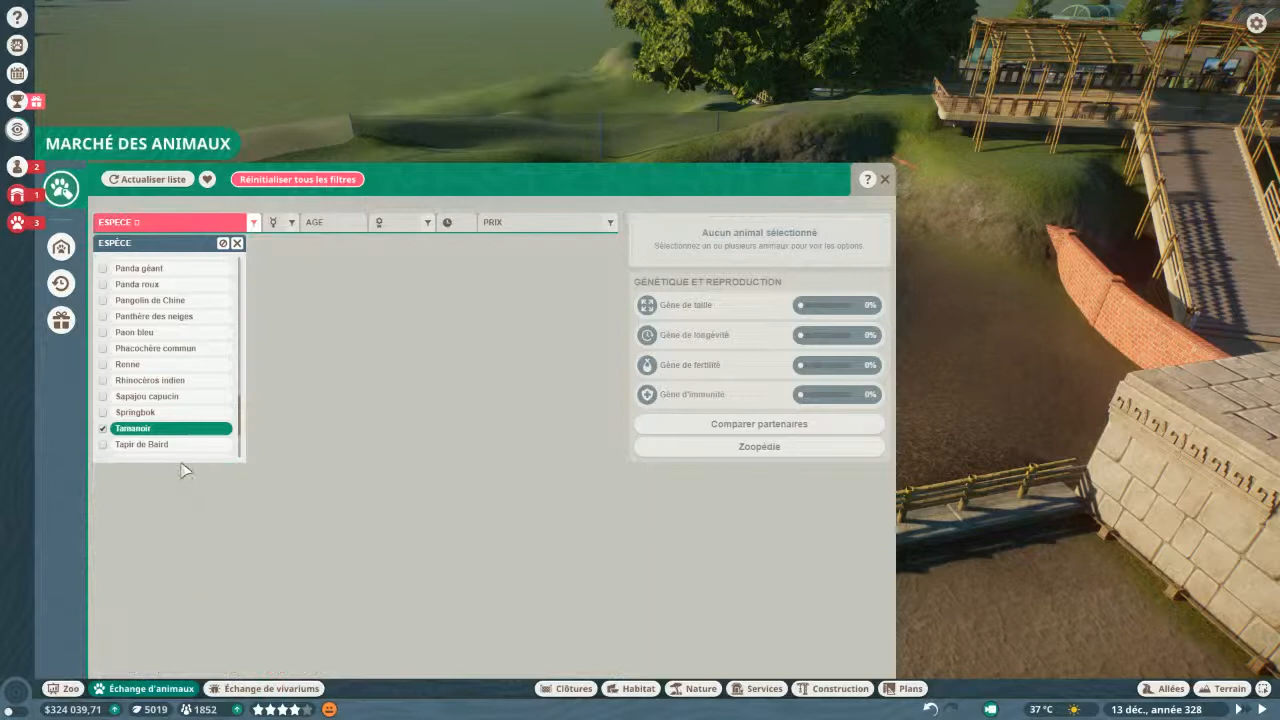 ?
MARCHÉ DES ANIMAUX
2
1
3
Actualiser liste
Réinitialiser tous les filtres
?
ESPÈCE
AGE
PRIX
ESPÈCE
Panda géant
Panda roux
Pangolin de Chine
Panthère des neiges
Paon bleu
Phacochère commun
Renne
Rhinocéros indien
Sapajou capucin
Springbok
Tamanoir
Tapir de Baird
Aucun animal sélectionné
Sélectionnez un ou plusieurs animaux pour voir les options.
GÉNÉTIQUE ET REPRODUCTION
Gène de taille 0%
Gène de longévité 0%
Gène de fertilité 0%
Gène d'immunité 0%
Comparer partenaires
Zoopédie
Zoo
Échange d'animaux
Échange de vivariums
Clôtures
Habitat
Nature
Services
Construction
Plans
Allées
Terrain
$324 039,71
5019
1852
37 °C
13 déc., année 328